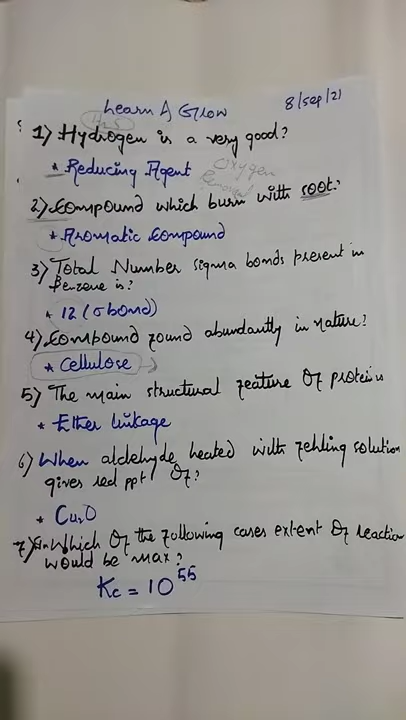 Learn & Grow 8/Sep/21
H2S
1) Hydrogen is a very good?
* Reducing Agent Oxygen
Removal
2) Compound which burn with soot?
* Aromatic Compound
3) Total Number sigma bonds present in
Benzene is?
* 12 (σ bond)
4) Compound found abundantly in nature?
* Cellulose
5) The main structural feature Of protein
* Ether linkage
6) When aldehyde heated with fehling solution
gives red ppt Of?
* Cu2O
7) Which Of the following cases extent Of reaction
would be max?
Kc = 10^55